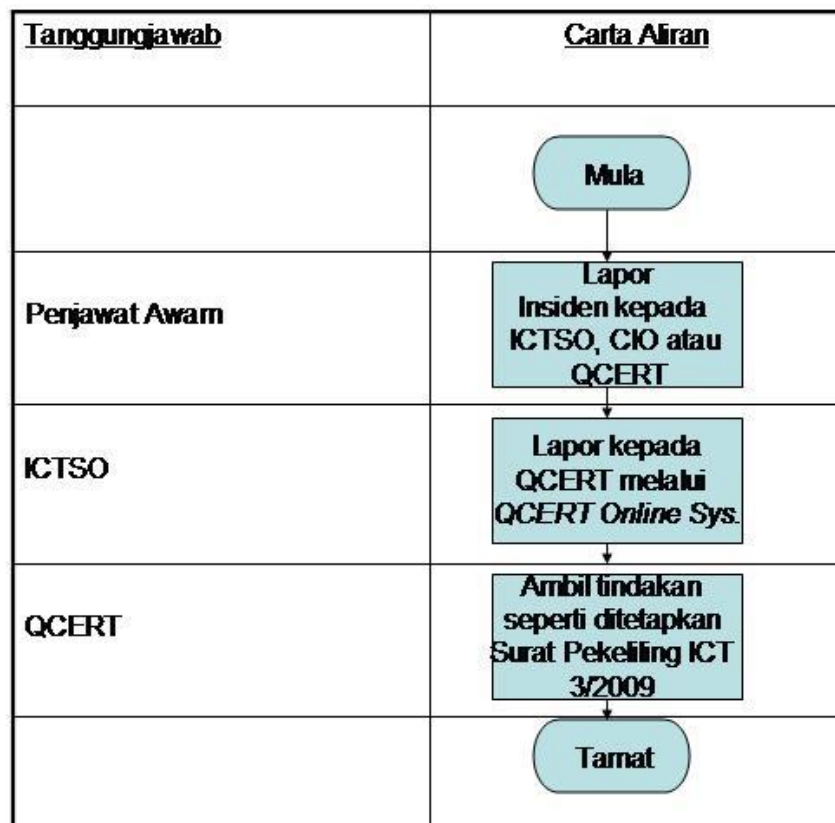 Tanggungjawab
Carta Aliran
Mula
Penjawat Awam
Lapor
Insiden kepada
ICTSO, CIO atau
QCERT
ICTSO
Lapor kepada
QCERT melalui
QCERT Online Sys.
QCERT
Ambil tindakan
seperti ditetapkan
Surat Pekeliling ICT
3/2009
Tamat